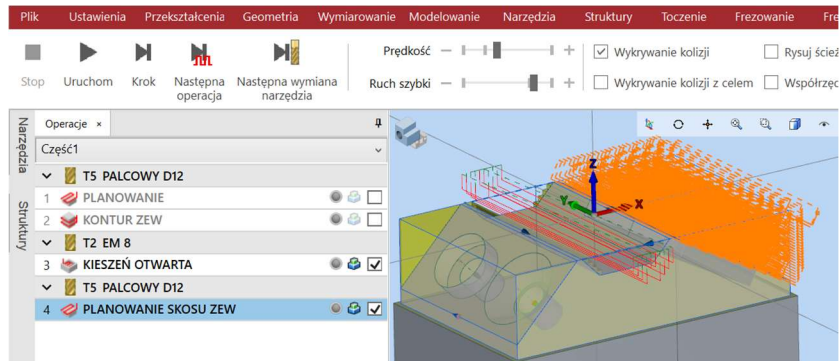 Plik Ustawienia Przekształcenia Geometria Wymiarowanie Modelowanie Narzędzia Struktury Toczenie Frezowanie Fre
Prędkość
Wykrywanie kolizji Rysuj ścież
Stop Uruchom Krok Następna operacja Następna wymiana narzędzia
Ruch szybki
Wykrywanie kolizji z celem Współrzęd
Narzędzia
Struktury
Operacje ×
Część1
T5 PALCOWY D12
1 PLANOWANIE
2 KONTUR ZEW
T2 EM 8
3 KIESZEŃ OTWARTA
T5 PALCOWY D12
4 PLANOWANIE SKOSU ZEW
Z
Y
X